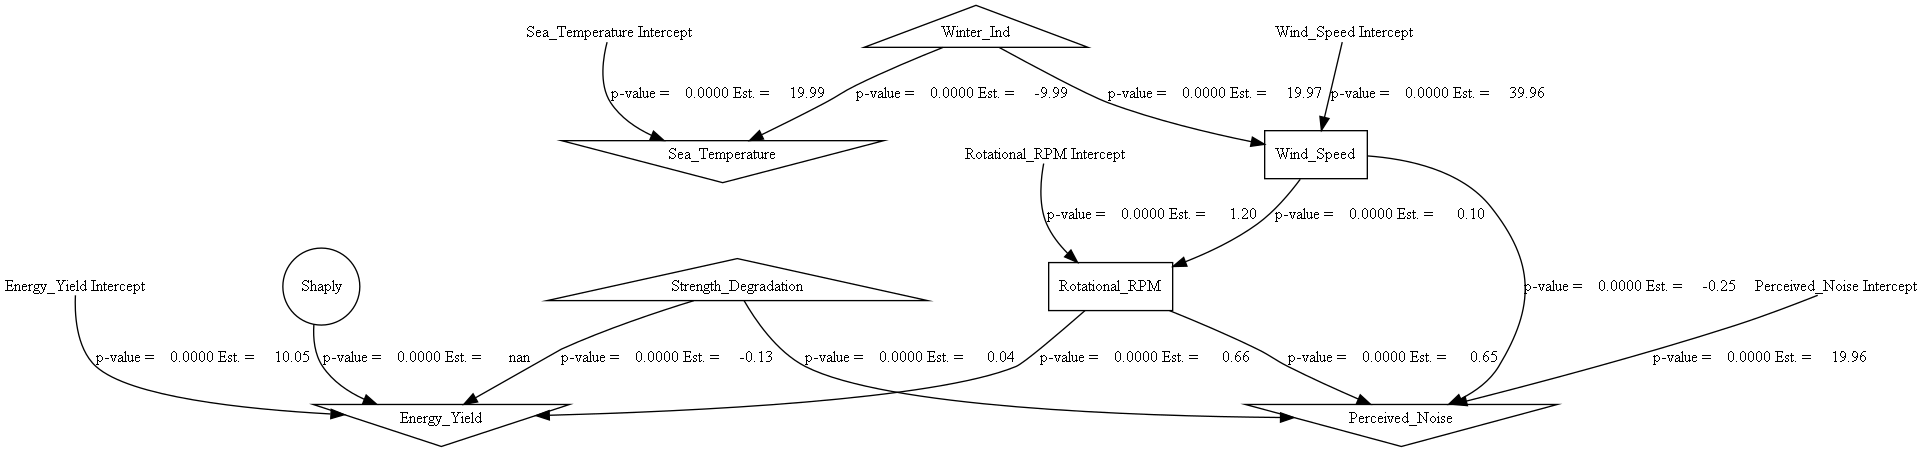 Sea_Temperature Intercept Winter_Ind Wind_Speed Intercept
p-value = 0.0000 Est. = 19.99 p-value = 0.0000 Est. = -9.99 p-value = 0.0000 Est. = 19.97 p-value = 0.0000 Est. = 39.96
Sea_Temperature Rotational_RPM Intercept Wind_Speed
p-value = 0.0000 Est. = 1.20 p-value = 0.0000 Est. = 0.10
Energy_Yield Intercept Shaply Strength_Degradation Rotational_RPM p-value = 0.0000 Est. = -0.25 Perceived_Noise Intercept
p-value = 0.0000 Est. = 10.05 p-value = 0.0000 Est. = nan p-value = 0.0000 Est. = -0.13 p-value = 0.0000 Est. = 0.04 p-value = 0.0000 Est. = 0.66 p-value = 0.0000 Est. = 0.65 p-value = 0.0000 Est. = 19.96
Energy_Yield Perceived_Noise